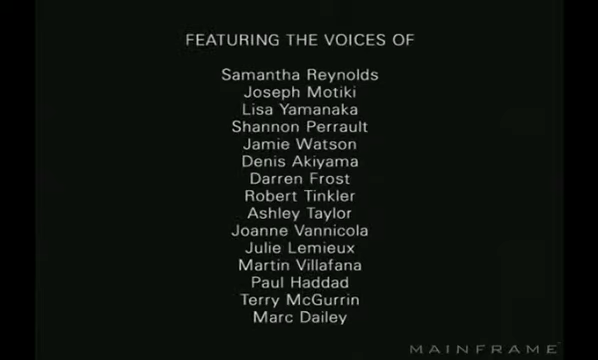 FEATURING THE VOICES OF
Samantha Reynolds
Joseph Motiki
Lisa Yamanaka
Shannon Perrault
Jamie Watson
Denis Akiyama
Darren Frost
Robert Tinkler
Ashley Taylor
Joanne Vannicola
Julie Lemieux
Martin Villafana
Paul Haddad
Terry McGurrin
Marc Dailey
MAINFRAME